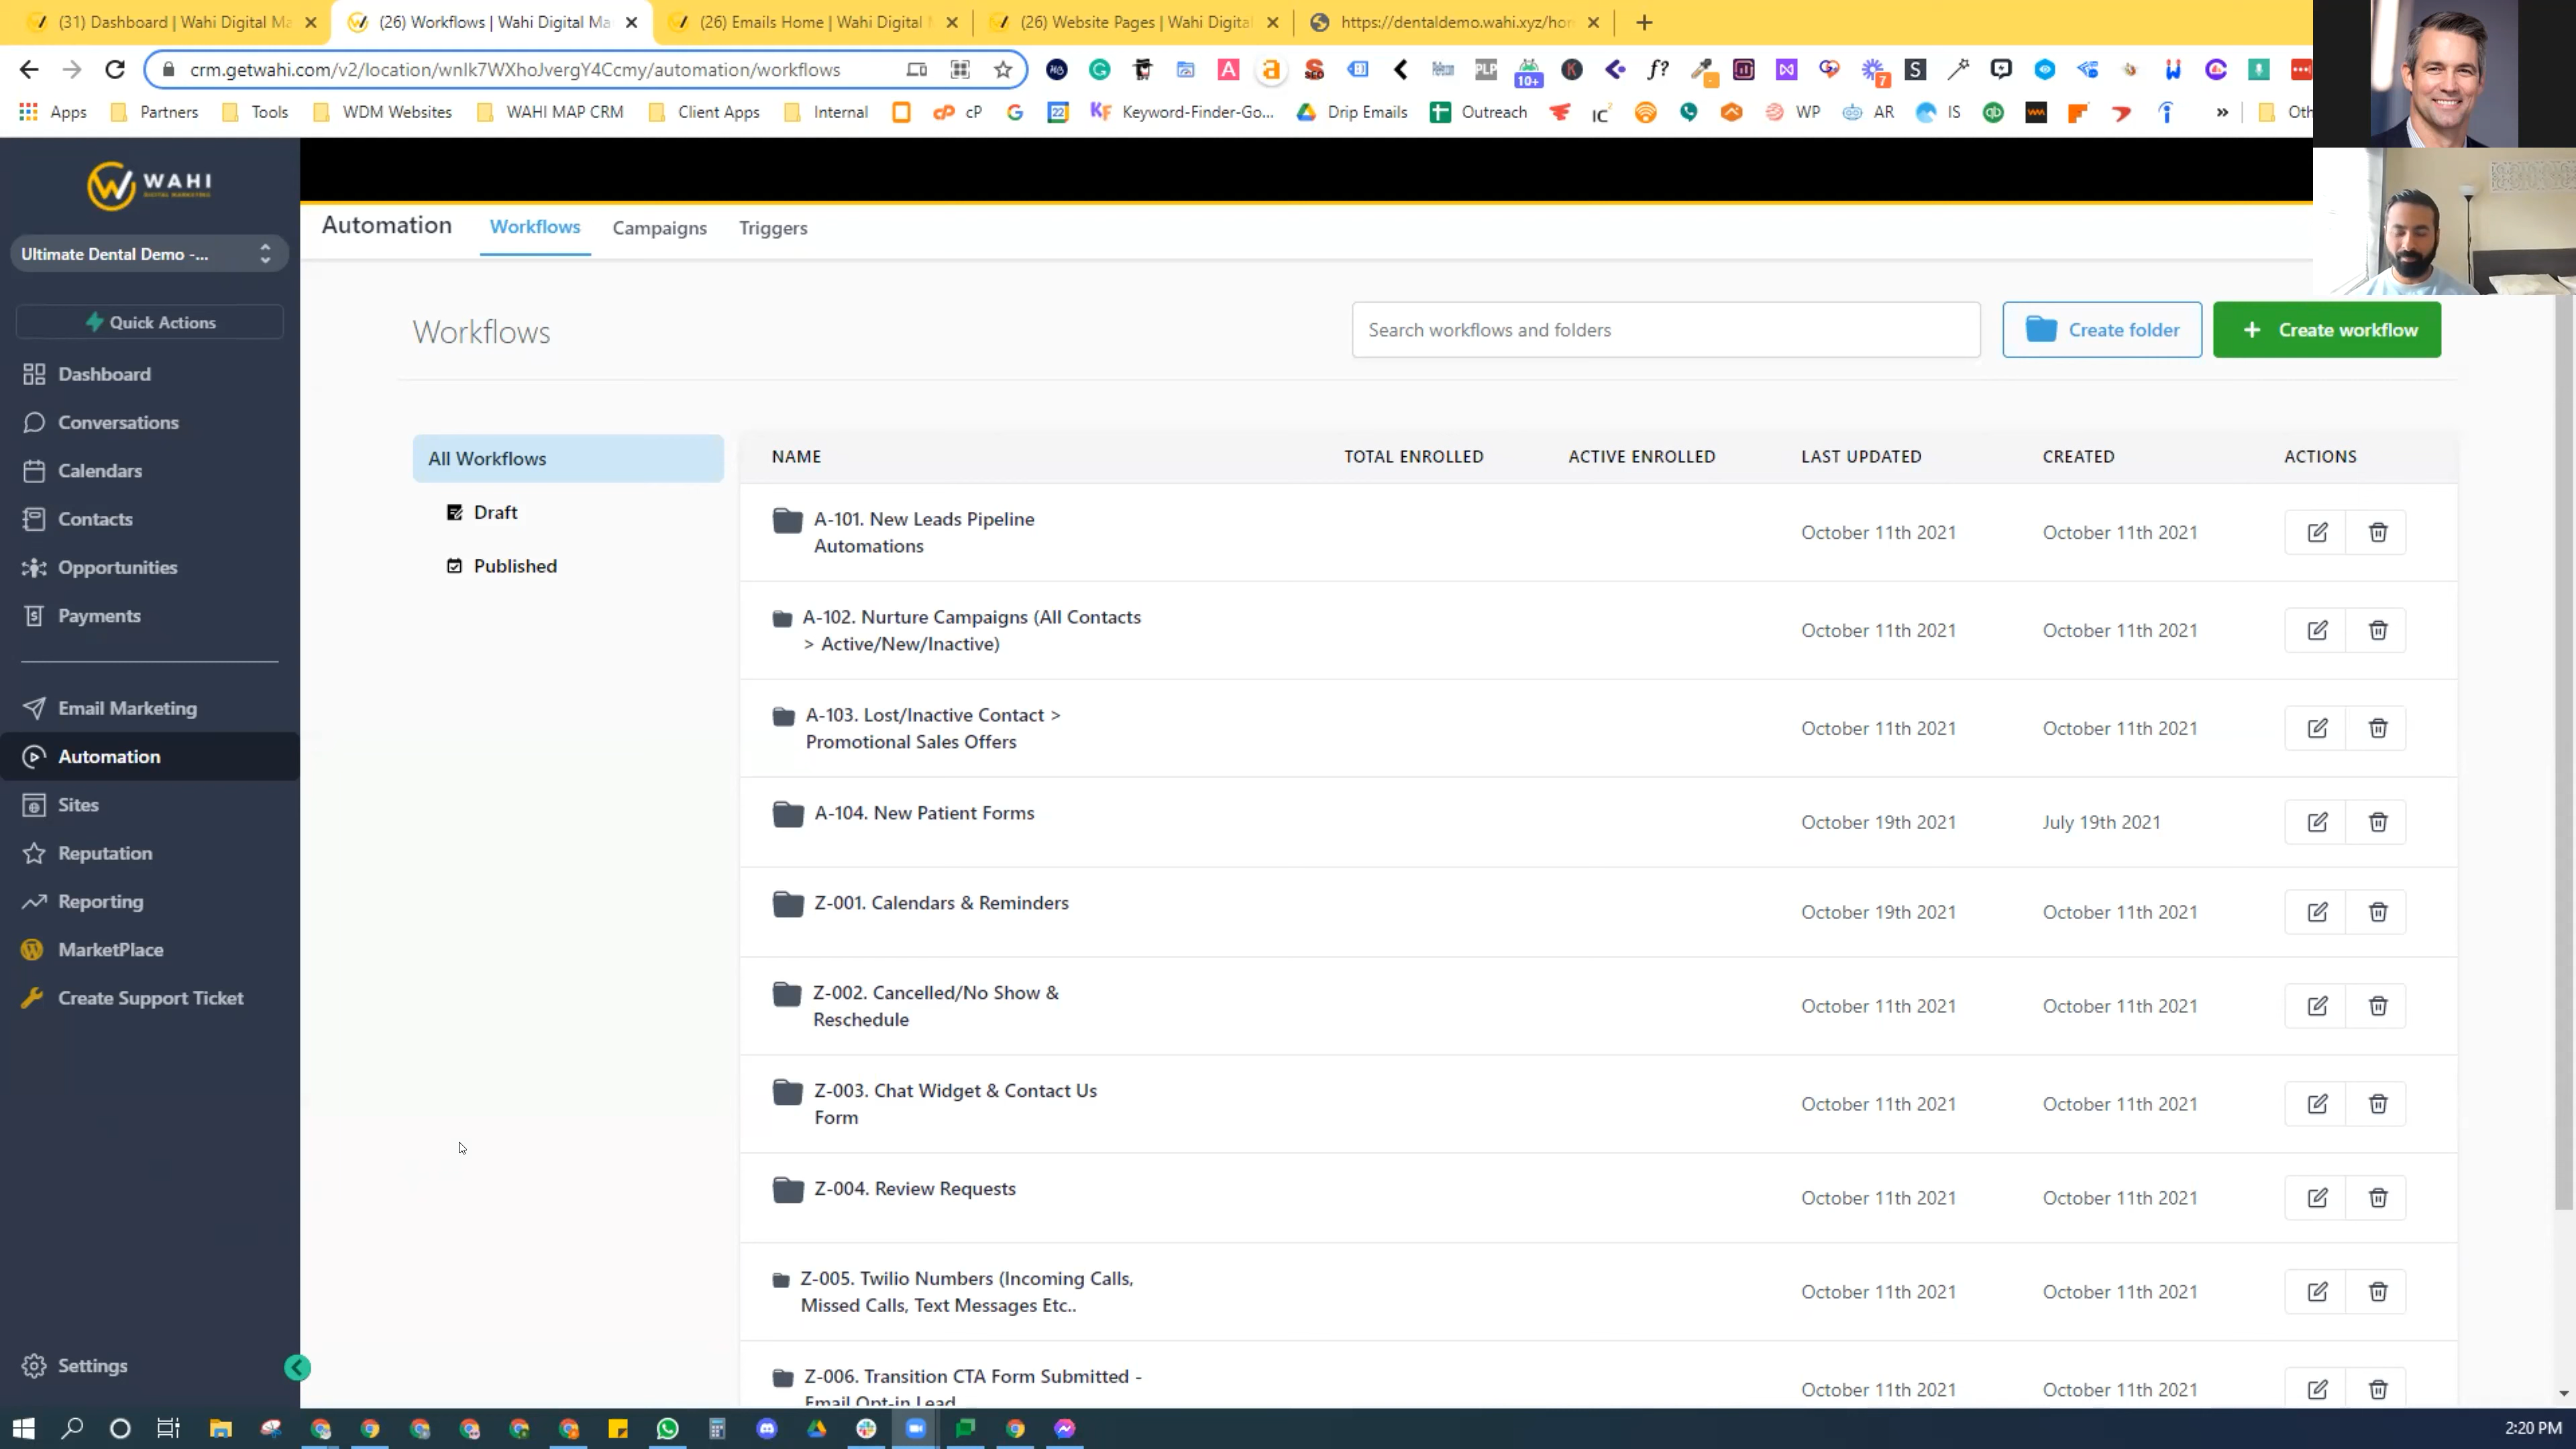 (31) Dashboard | Wahi Digital Ma
(26) Workflows | Wahi Digital Ma
(26) Emails Home | Wahi Digital
(26) Website Pages | Wahi Digital
https://dentaldemo.wahi.xyz/hom
crm.getwahi.com/v2/location/wnlk7WXhoJvergY4Ccmy/automation/workflows
Apps
Partners
Tools
WDM Websites
WAHI MAP CRM
Client Apps
Internal
cP
Keyword-Finder-Go...
Drip Emails
Outreach
WP
AR
IS
Oth
WAHI
DIGITAL MARKETING
Ultimate Dental Demo -...
Quick Actions
Dashboard
Conversations
Calendars
Contacts
Opportunities
Payments
Email Marketing
Automation
Sites
Reputation
Reporting
MarketPlace
Create Support Ticket
Settings
Automation
Workflows
Campaigns
Triggers
Workflows
Search workflows and folders
Create folder
+ Create workflow
All Workflows
Draft
Published
NAME TOTAL ENROLLED ACTIVE ENROLLED LAST UPDATED CREATED ACTIONS
A-101. New Leads Pipeline
Automations
October 11th 2021 October 11th 2021
A-102. Nurture Campaigns (All Contacts
> Active/New/Inactive)
October 11th 2021 October 11th 2021
A-103. Lost/Inactive Contact >
Promotional Sales Offers
October 11th 2021 October 11th 2021
A-104. New Patient Forms
October 19th 2021 July 19th 2021
Z-001. Calendars & Reminders
October 19th 2021 October 11th 2021
Z-002. Cancelled/No Show &
Reschedule
October 11th 2021 October 11th 2021
Z-003. Chat Widget & Contact Us
Form
October 11th 2021 October 11th 2021
Z-004. Review Requests
October 11th 2021 October 11th 2021
Z-005. Twilio Numbers (Incoming Calls,
Missed Calls, Text Messages Etc..
October 11th 2021 October 11th 2021
Z-006. Transition CTA Form Submitted -
Email Opt-in Lead
October 11th 2021 October 11th 2021
2:20 PM